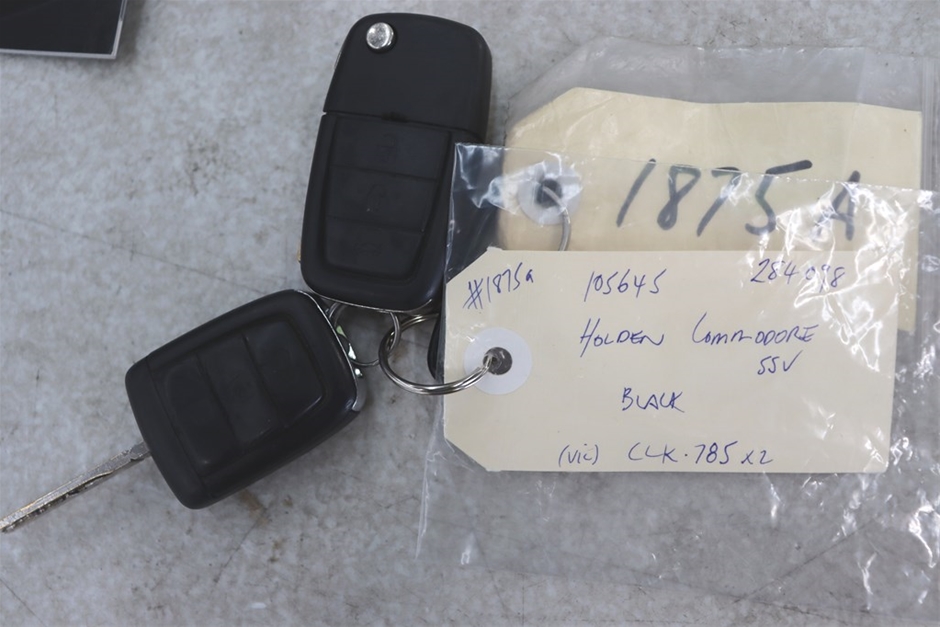 1875 A
#1875a 105645 284098
HOLDEN COMMODORE
SSV
BLACK
(VIC) CLK·785 x2